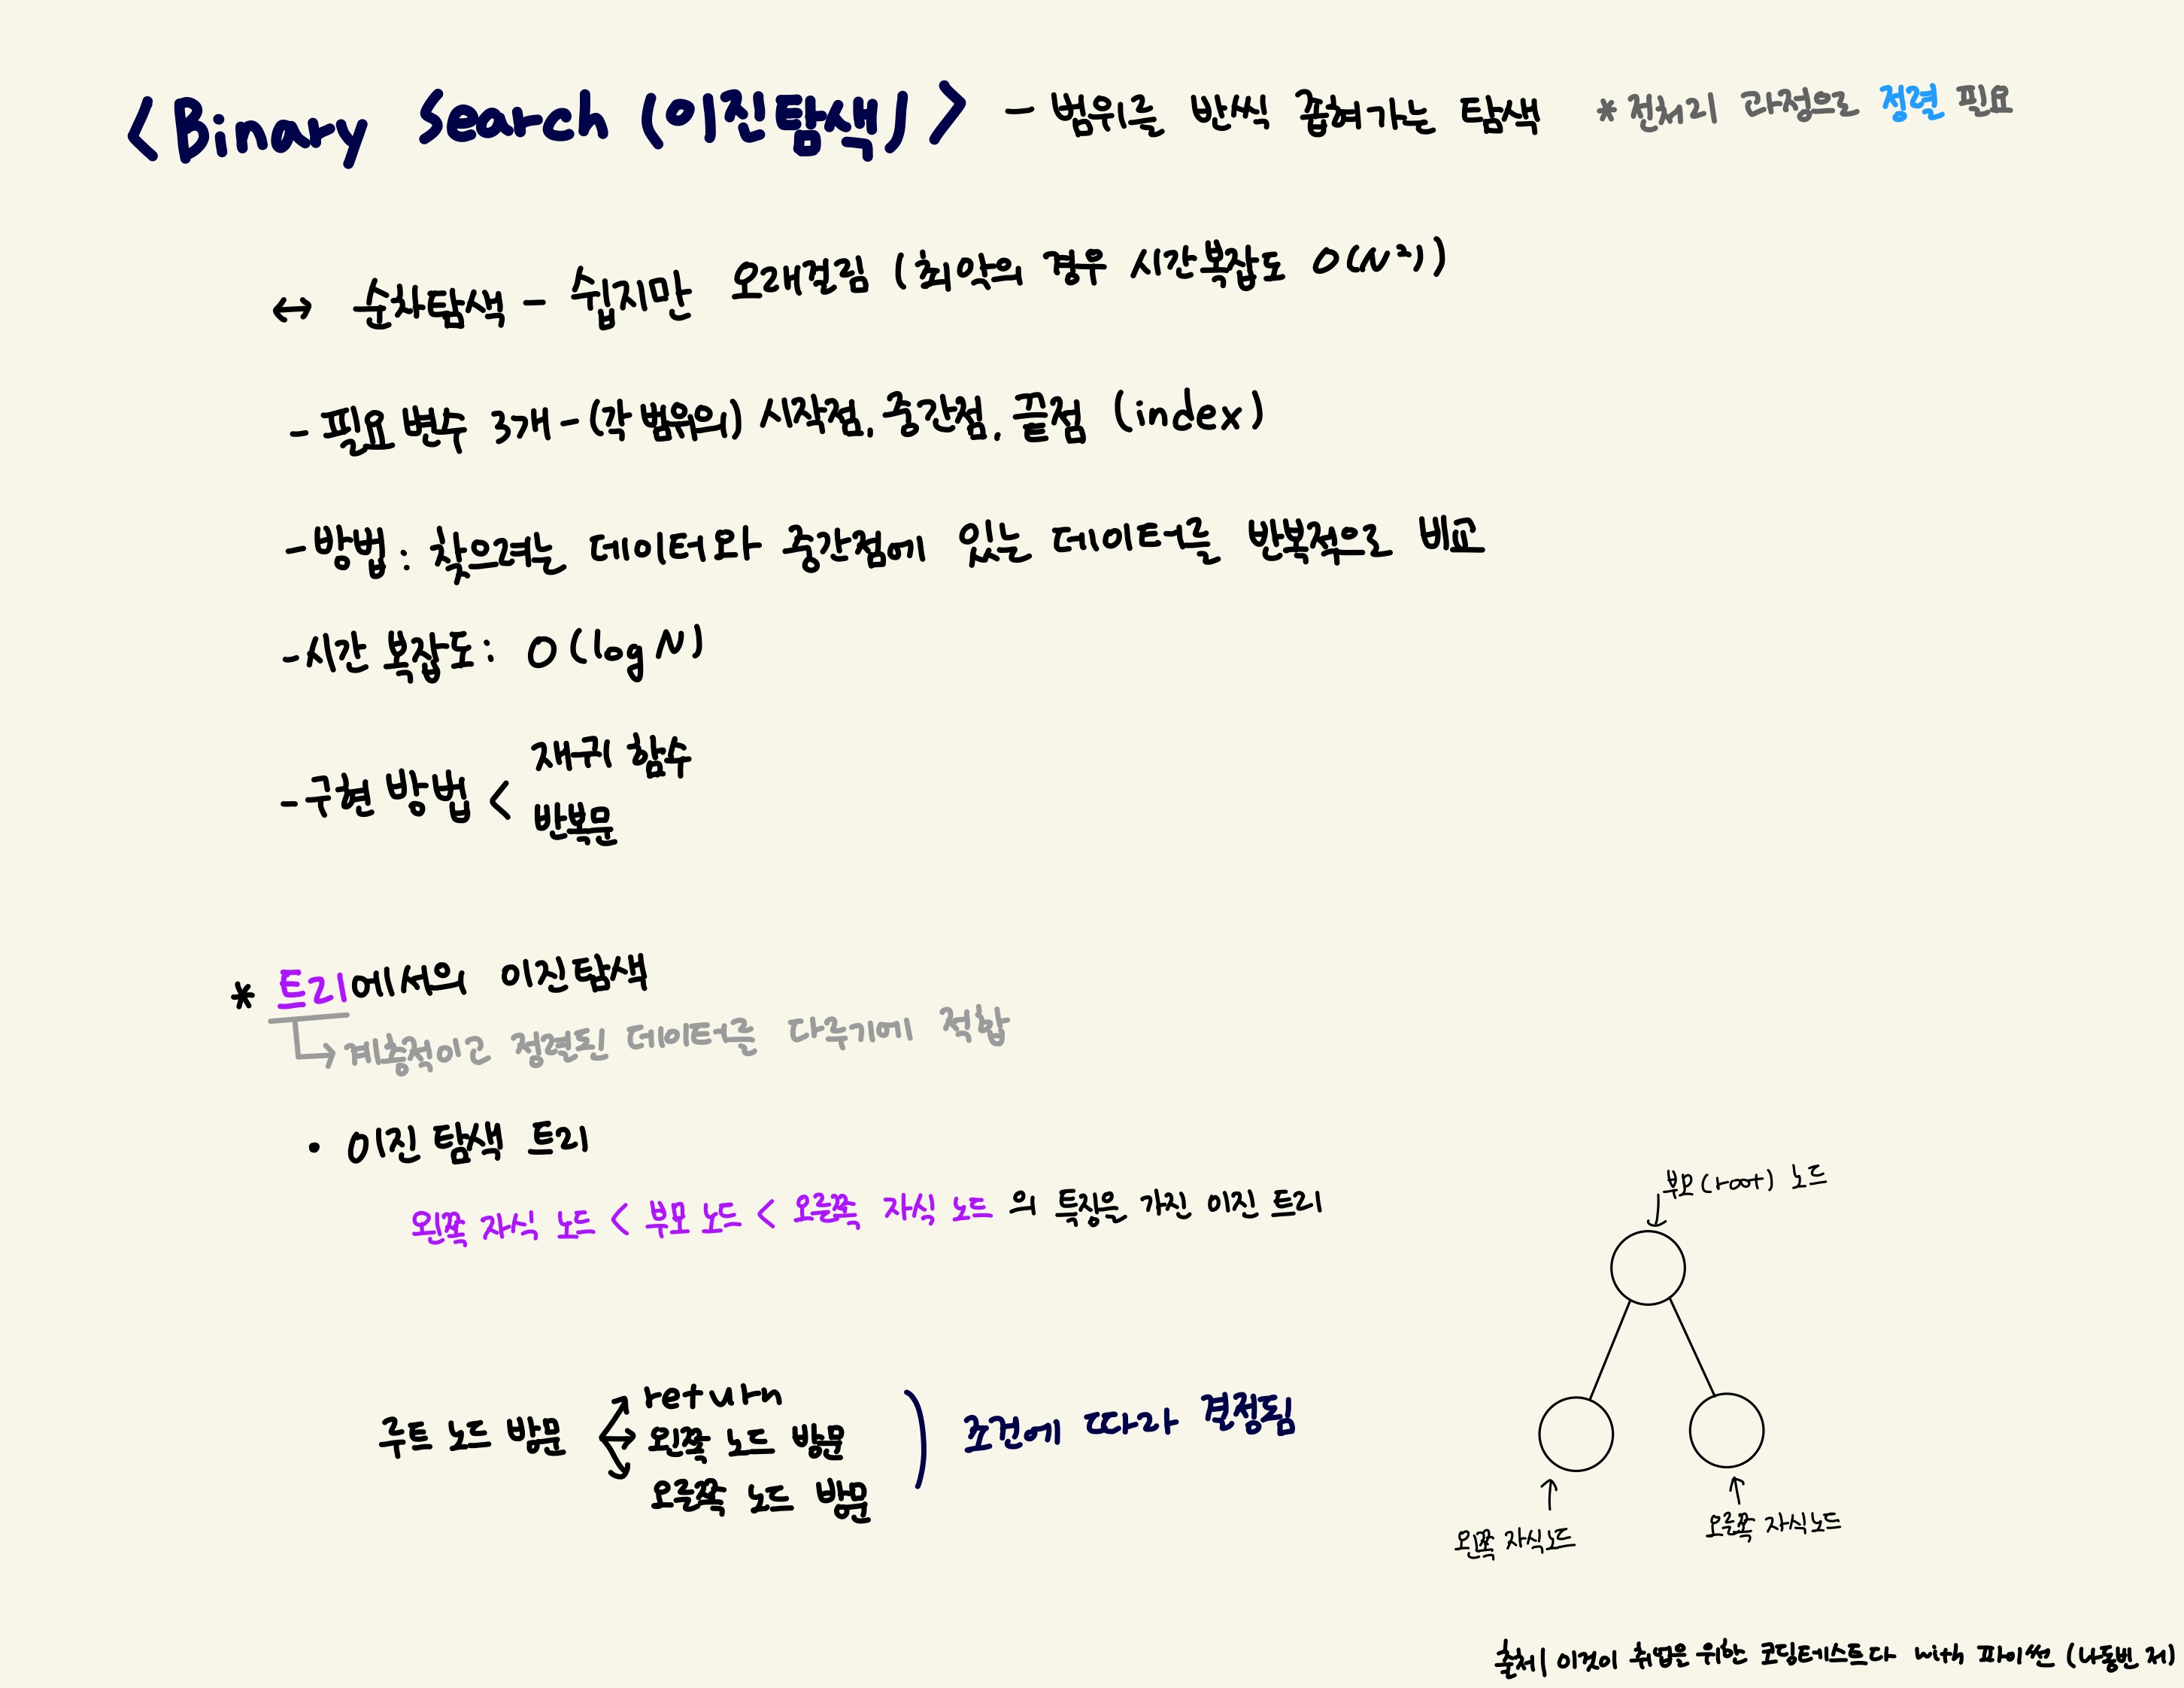 <Binary Search (이진탐색)> - 범위를 반씩 좁혀가는 탐색 * 전처리 과정으로 정렬 필요
↔ 순차탐색 - 쉽지만 오래걸림 (최악의 경우 시간복잡도 O(N²))
- 필요 변수 3개 - (각 범위의) 시작점, 중간점, 끝점 (index)
- 방법 : 찾으려는 데이터와 중간점에 있는 데이터를 반복적으로 비교
- 시간 복잡도 : O(log N)
- 구현 방법 < 재귀 함수
반복문
* 트리에서의 이진탐색
↳ 계층적이고 정렬된 데이터를 다루기에 적합
• 이진 탐색 트리
왼쪽 자식 노드 < 부모 노드 < 오른쪽 자식 노드 의 특징을 가진 이진 트리
부모 (root) 노드
루트 노드 방문
return
왼쪽 노드 방문
오른쪽 노드 방문
조건에 따라 결정됨
왼쪽 자식노드
오른쪽 자식노드
출처| 이것이 취업을 위한 코딩테스트다 with 파이썬 (나동빈 저)